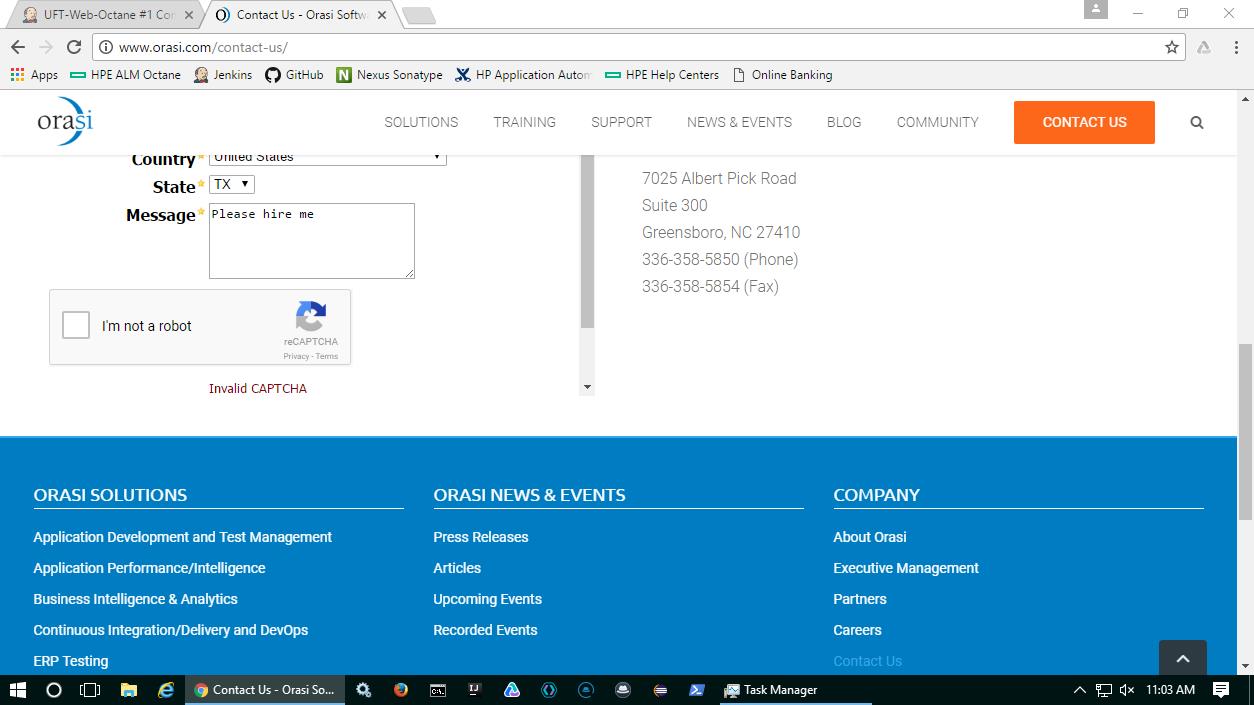 UFT-Web-Octane #1 Con
Contact Us - Orasi Softwa
www.orasi.com/contact-us/
Apps
HPE ALM Octane
Jenkins
GitHub
Nexus Sonatype
HP Application Autom
HPE Help Centers
Online Banking
orasi
SOLUTIONS
TRAINING
SUPPORT
NEWS & EVENTS
BLOG
COMMUNITY
CONTACT US
Country United States
State TX
Message Please hire me
I'm not a robot
reCAPTCHA
Privacy - Terms
Invalid CAPTCHA
7025 Albert Pick Road
Suite 300
Greensboro, NC 27410
336-358-5850 (Phone)
336-358-5854 (Fax)
ORASI SOLUTIONS
Application Development and Test Management
Application Performance/Intelligence
Business Intelligence & Analytics
Continuous Integration/Delivery and DevOps
ERP Testing
ORASI NEWS & EVENTS
Press Releases
Articles
Upcoming Events
Recorded Events
COMPANY
About Orasi
Executive Management
Partners
Careers
Contact Us
Contact Us - Orasi So...
Task Manager
11:03 AM